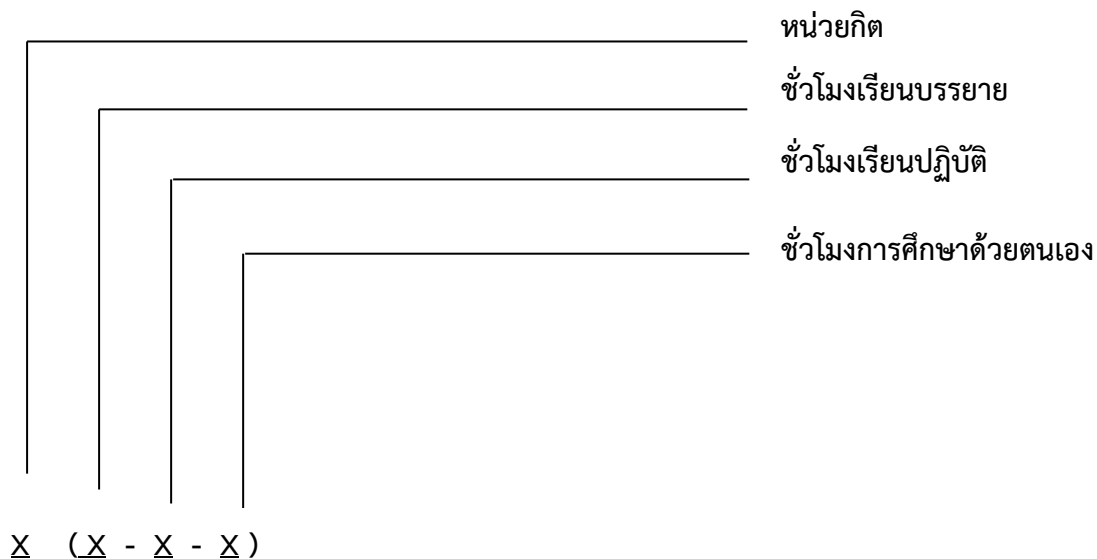 หน่วยกิต
ชั่วโมงเรียนบรรยาย
ชั่วโมงเรียนปฏิบัติ
ชั่วโมงการศึกษาด้วยตนเอง
X (X - X - X)